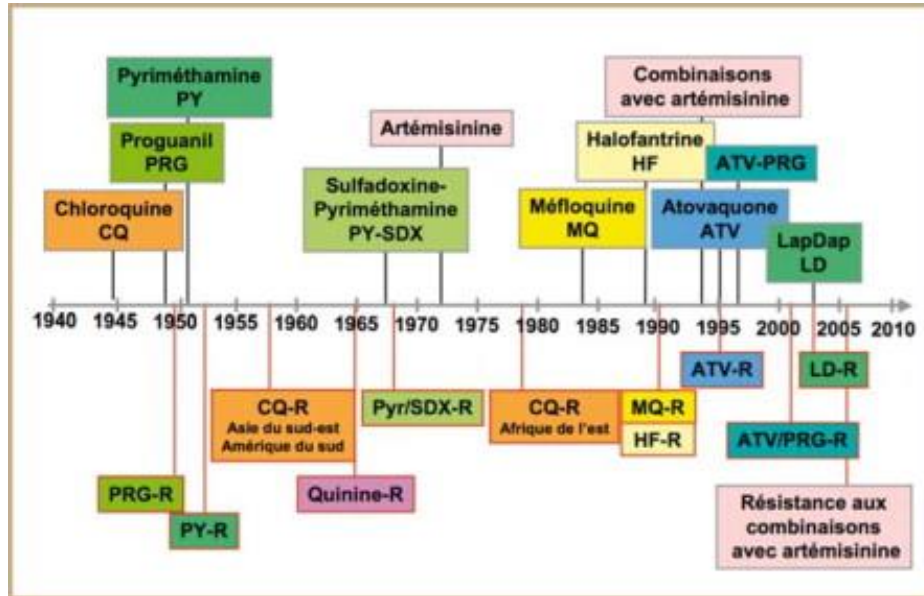 Pyriméthamine
PY
Proguanil
PRG
Chloroquine
CQ
Artémisinine
Sulfadoxine-
Pyriméthamine
PY-SDX
Combinaisons
avec artémisinine
Halofantrine
HF
ATV-PRG
Méfloquine
MQ
Atovaquone
ATV
LapDap
LD
1940 1945 1950 1955 1960 1965 1970 1975 1980 1985 1990 1995 2000 2005 2010
PRG-R
PY-R
CQ-R
Asie du sud-est
Amérique du sud
Quinine-R
Pyr/SDX-R
CQ-R
Afrique de l'est
MQ-R
HF-R
ATV-R
LD-R
ATV/PRG-R
Résistance aux
combinaisons
avec artémisinine